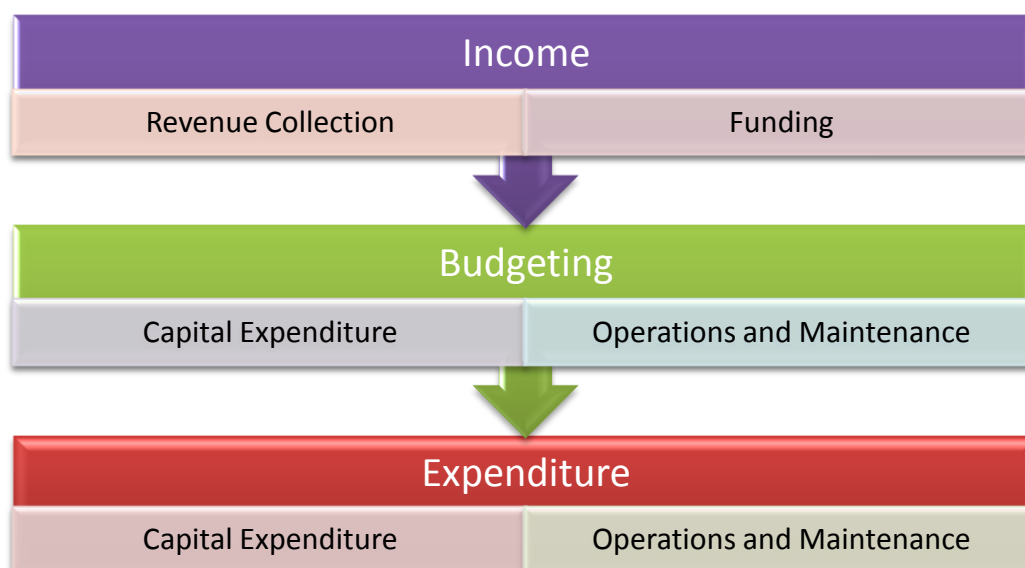 Income
Revenue Collection
Funding
Budgeting
Capital Expenditure
Operations and Maintenance
Expenditure
Capital Expenditure
Operations and Maintenance